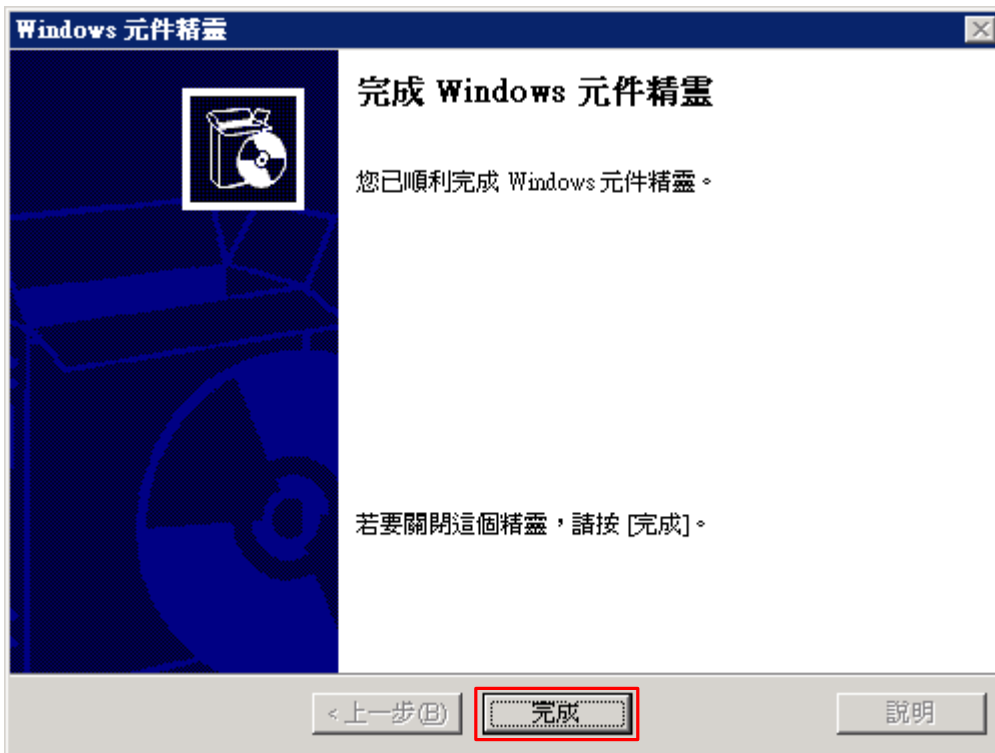 Windows 元件精靈
完成 Windows 元件精靈
您已順利完成 Windows 元件精靈。
若要關閉這個精靈，請按 [完成]。
< 上一步(B)
完成
說明